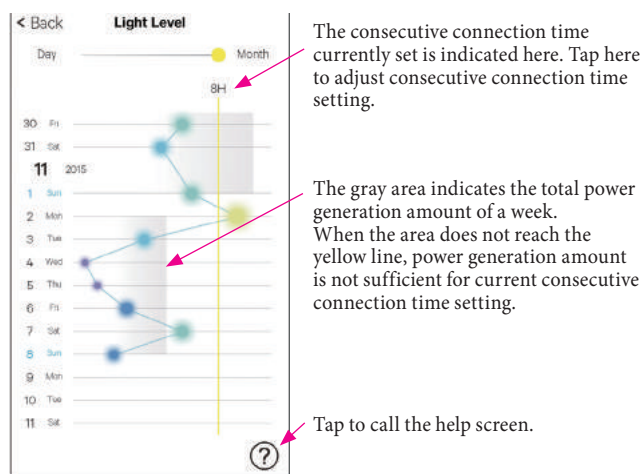 < Back Light Level
Day Month
8H
30 Fri
31 Sat
11 2015
1 Sun
2 Mon
3 Tue
4 Wed
5 Thu
6 Fri
7 Sat
8 Sun
9 Mon
10 Tue
11 Sat
?
The consecutive connection time
currently set is indicated here. Tap here
to adjust consecutive connection time
setting.
The gray area indicates the total power
generation amount of a week.
When the area does not reach the
yellow line, power generation amount
is not sufficient for current consecutive
connection time setting.
Tap to call the help screen.